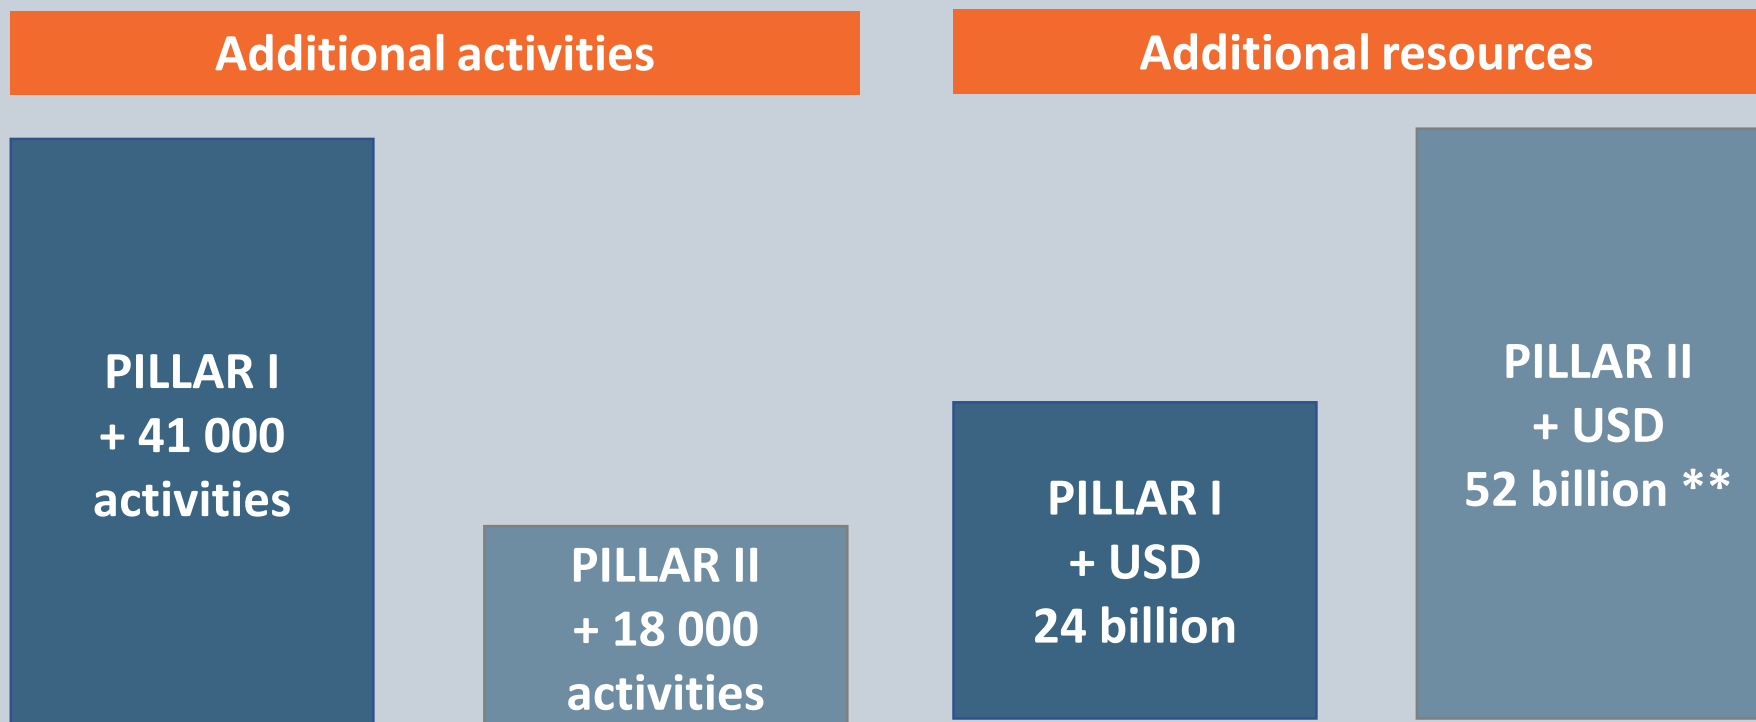 Additional activities
PILLAR I
+ 41 000
activities
PILLAR II
+ 18 000
activities
Additional resources
PILLAR I
+ USD
24 billion
PILLAR II
+ USD
52 billion **